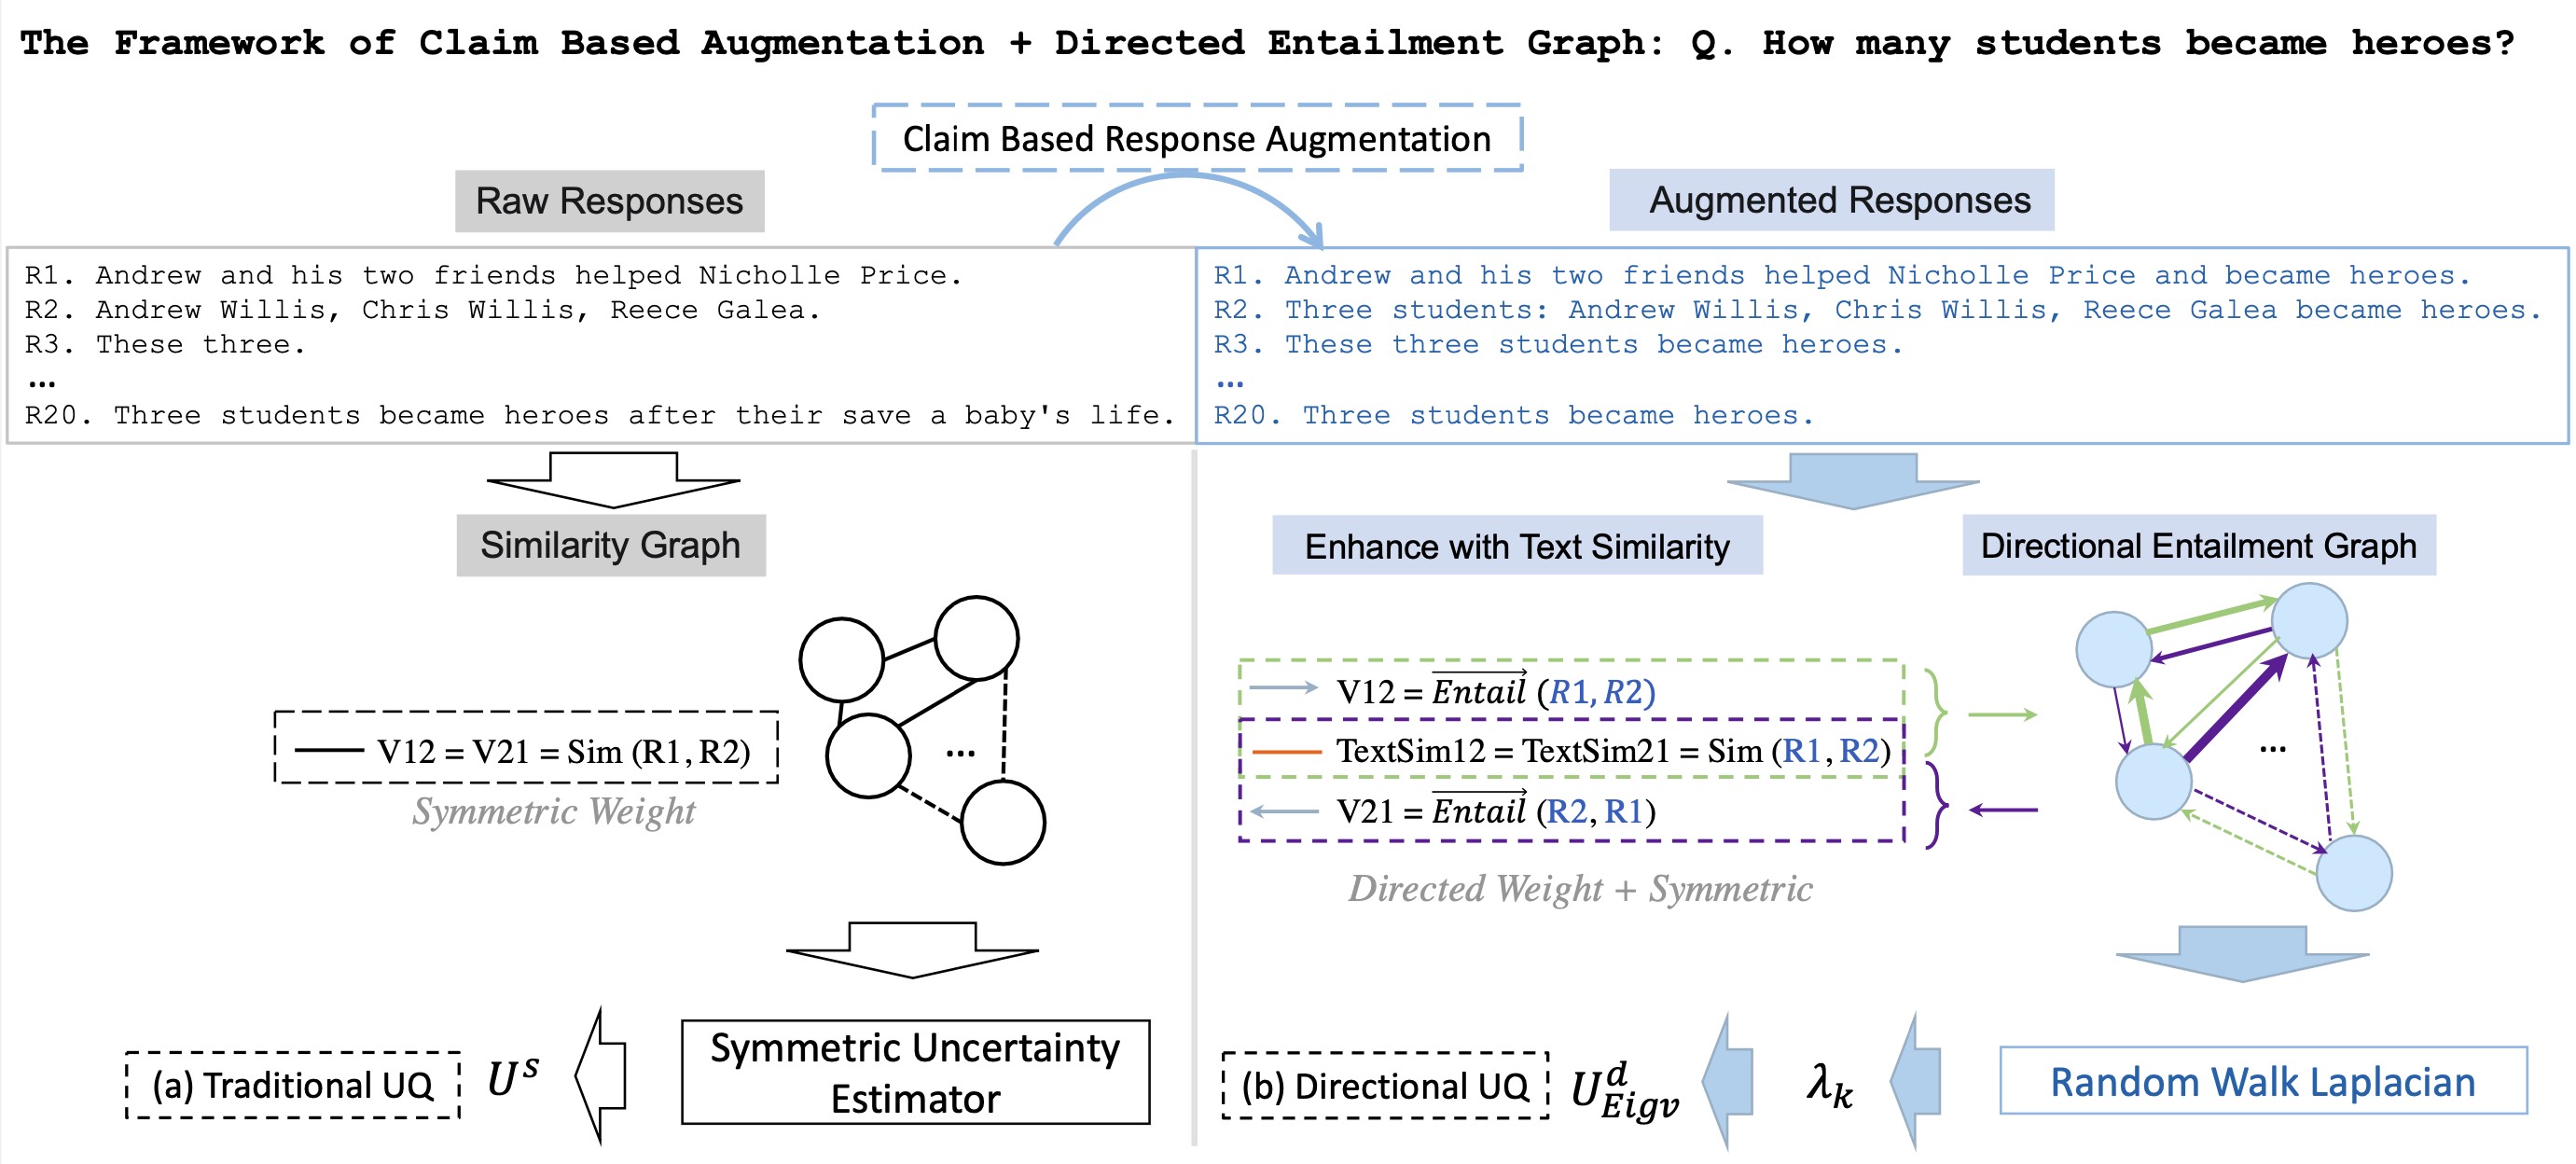 The Framework of Claim Based Augmentation + Directed Entailment Graph: Q. How many students became heroes?
Claim Based Response Augmentation
Raw Responses
Augmented Responses
R1. Andrew and his two friends helped Nicholle Price.
R2. Andrew Willis, Chris Willis, Reece Galea.
R3. These three.
...
R20. Three students became heroes after their save a baby's life.
R1. Andrew and his two friends helped Nicholle Price and became heroes.
R2. Three students: Andrew Willis, Chris Willis, Reece Galea became heroes.
R3. These three students became heroes.
...
R20. Three students became heroes.
Similarity Graph
V12 = V21 = Sim (R1, R2)
Symmetric Weight
...
Symmetric Uncertainty
Estimator
U^s
(a) Traditional UQ
Enhance with Text Similarity
Directional Entailment Graph
V12 = \overrightarrow{Entail} (R1, R2)
TextSim12 = TextSim21 = Sim (R1, R2)
V21 = \overrightarrow{Entail} (R2, R1)
Directed Weight + Symmetric
...
Random Walk Laplacian
λ_k
U^d_{Eigv}
(b) Directional UQ